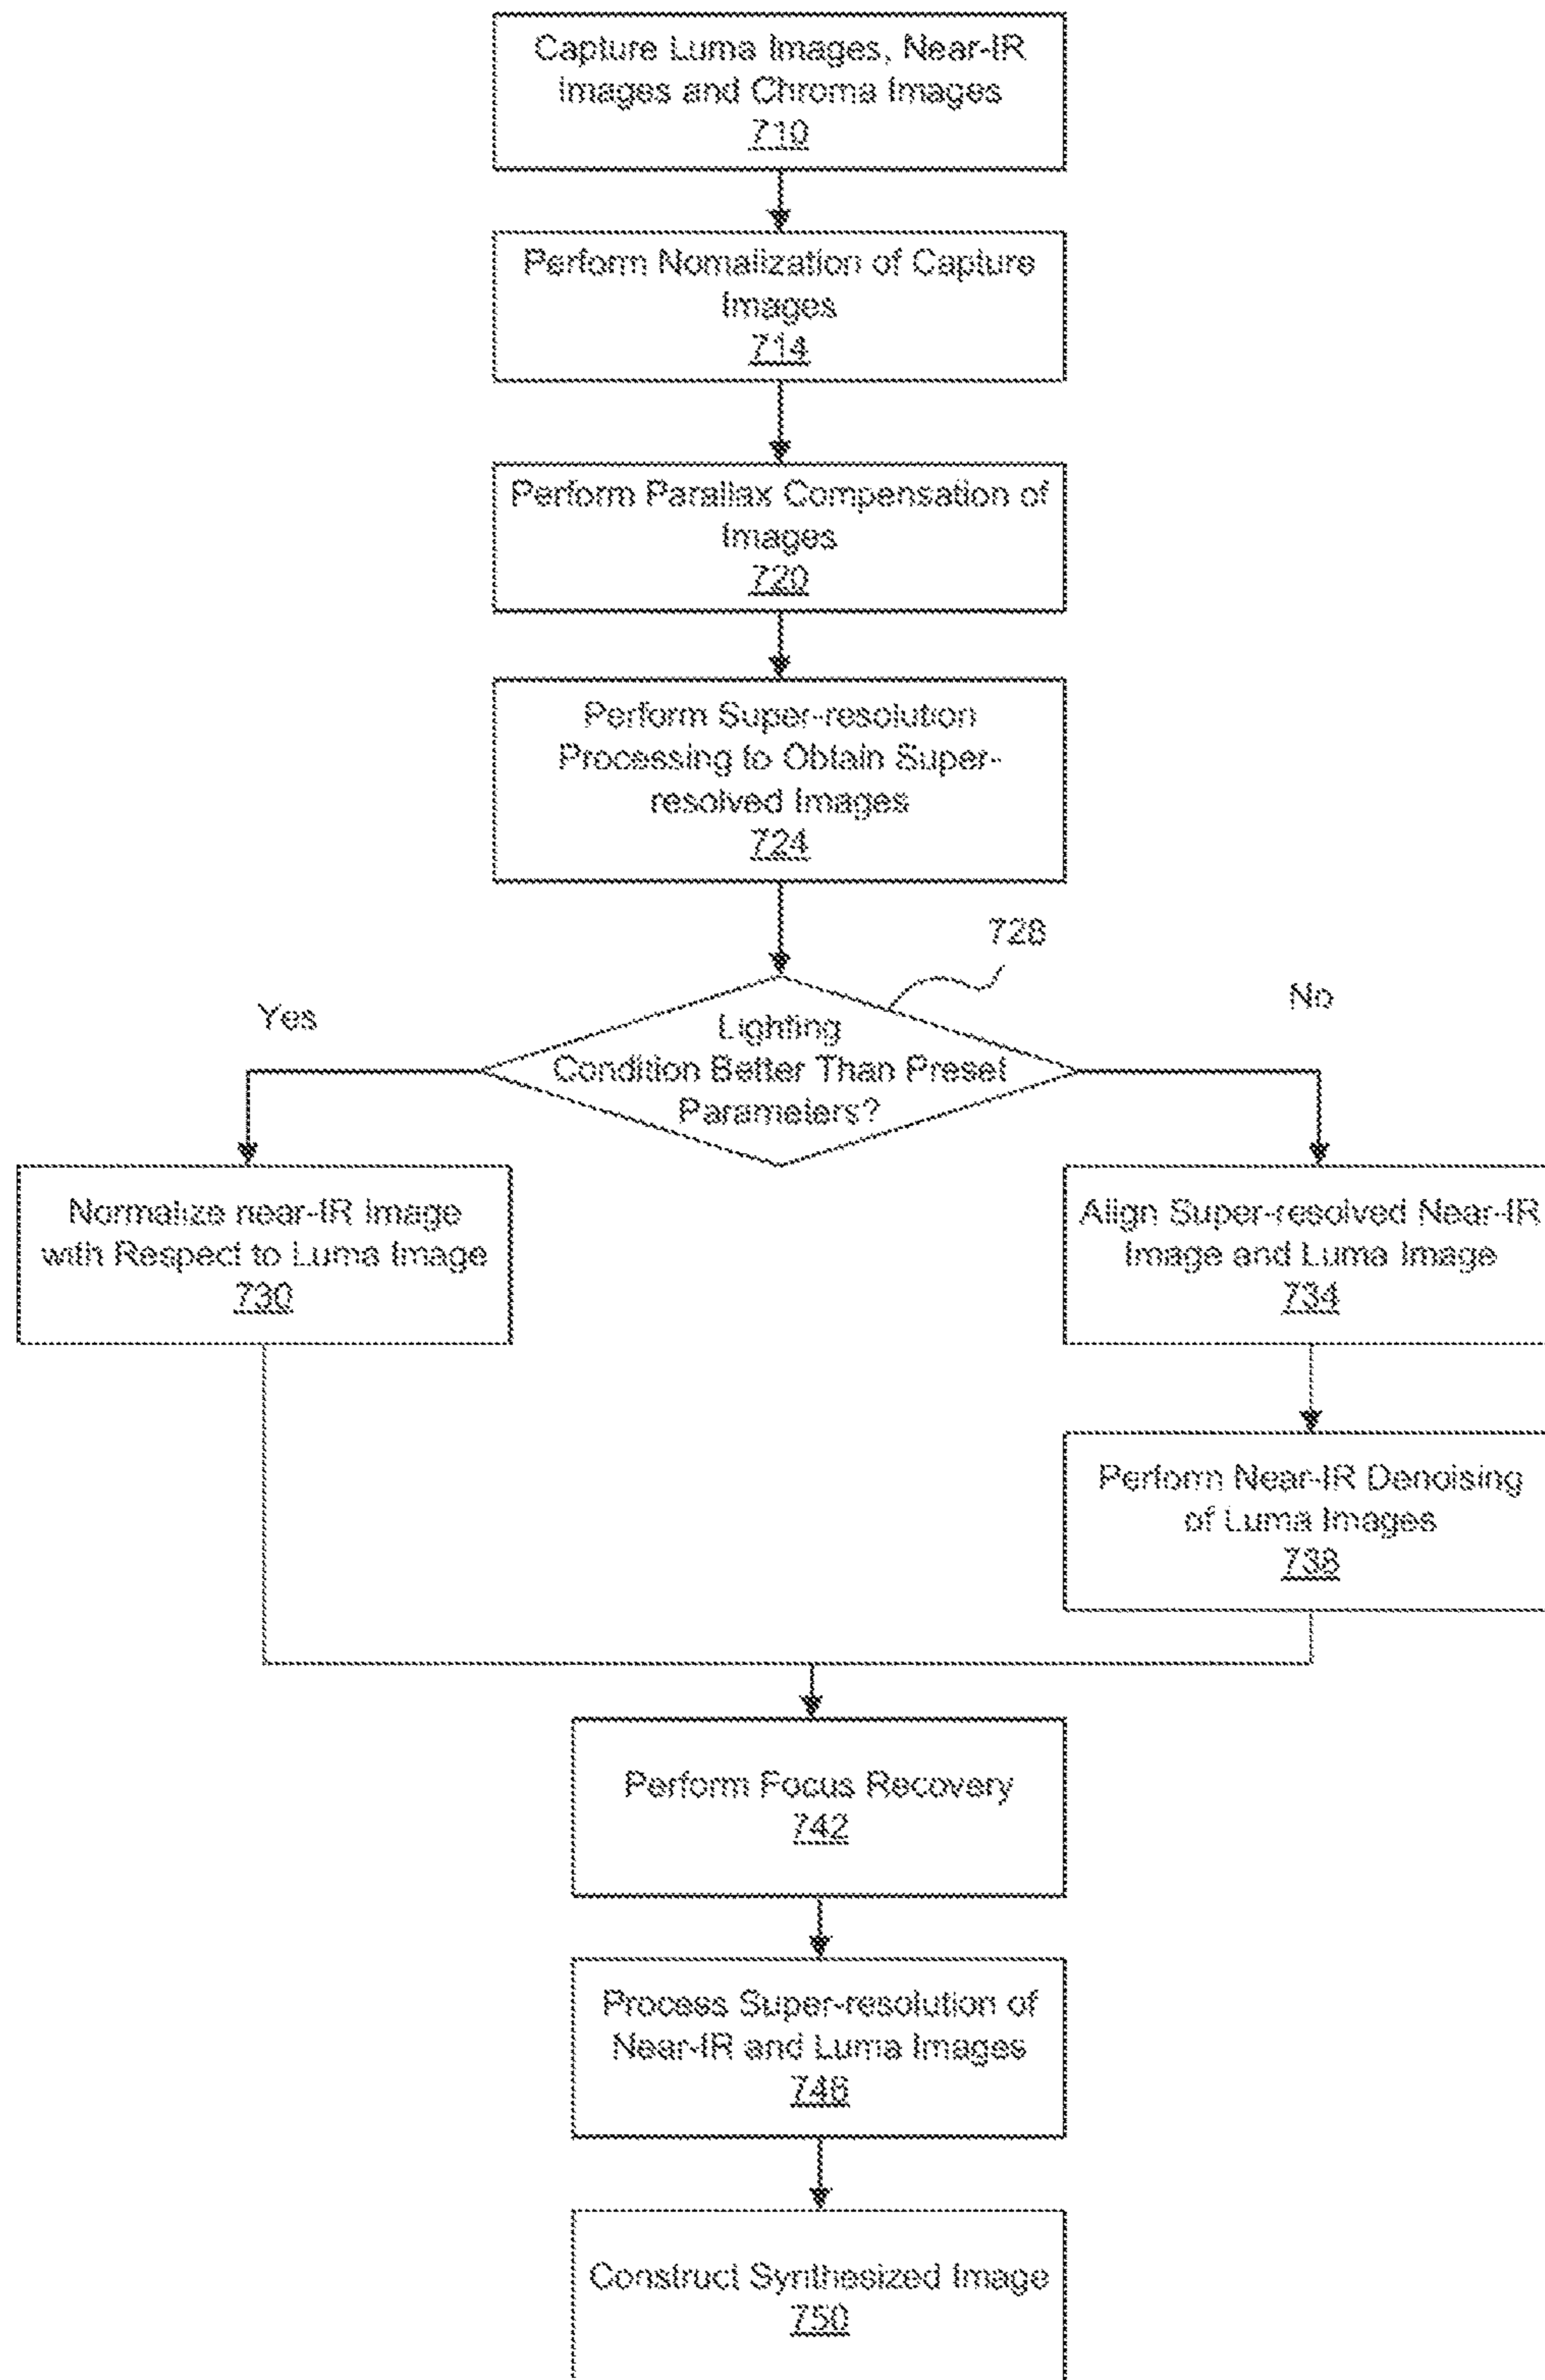 Capture Luma Images, Near-IR
Images and Chroma Images
710
Perform Nomalization of Capture
Images
714
Perform Parallax Compensation of
Images
720
Perform Super-resolution
Processing to Obtain Super-
resolved Images
724
728
Yes
No
Lighting
Condition Better Than Preset
Parameters?
Normalize near-IR image
with Respect to Luma Image
730
Align Super-resolved Near-IR
Image and Luma Image
734
Perform Near-IR Denoising
of Luma Images
738
Perform Focus Recovery
742
Process Super-resolution of
Near-IR and Luma Images
746
Construct Synthesized Image
750